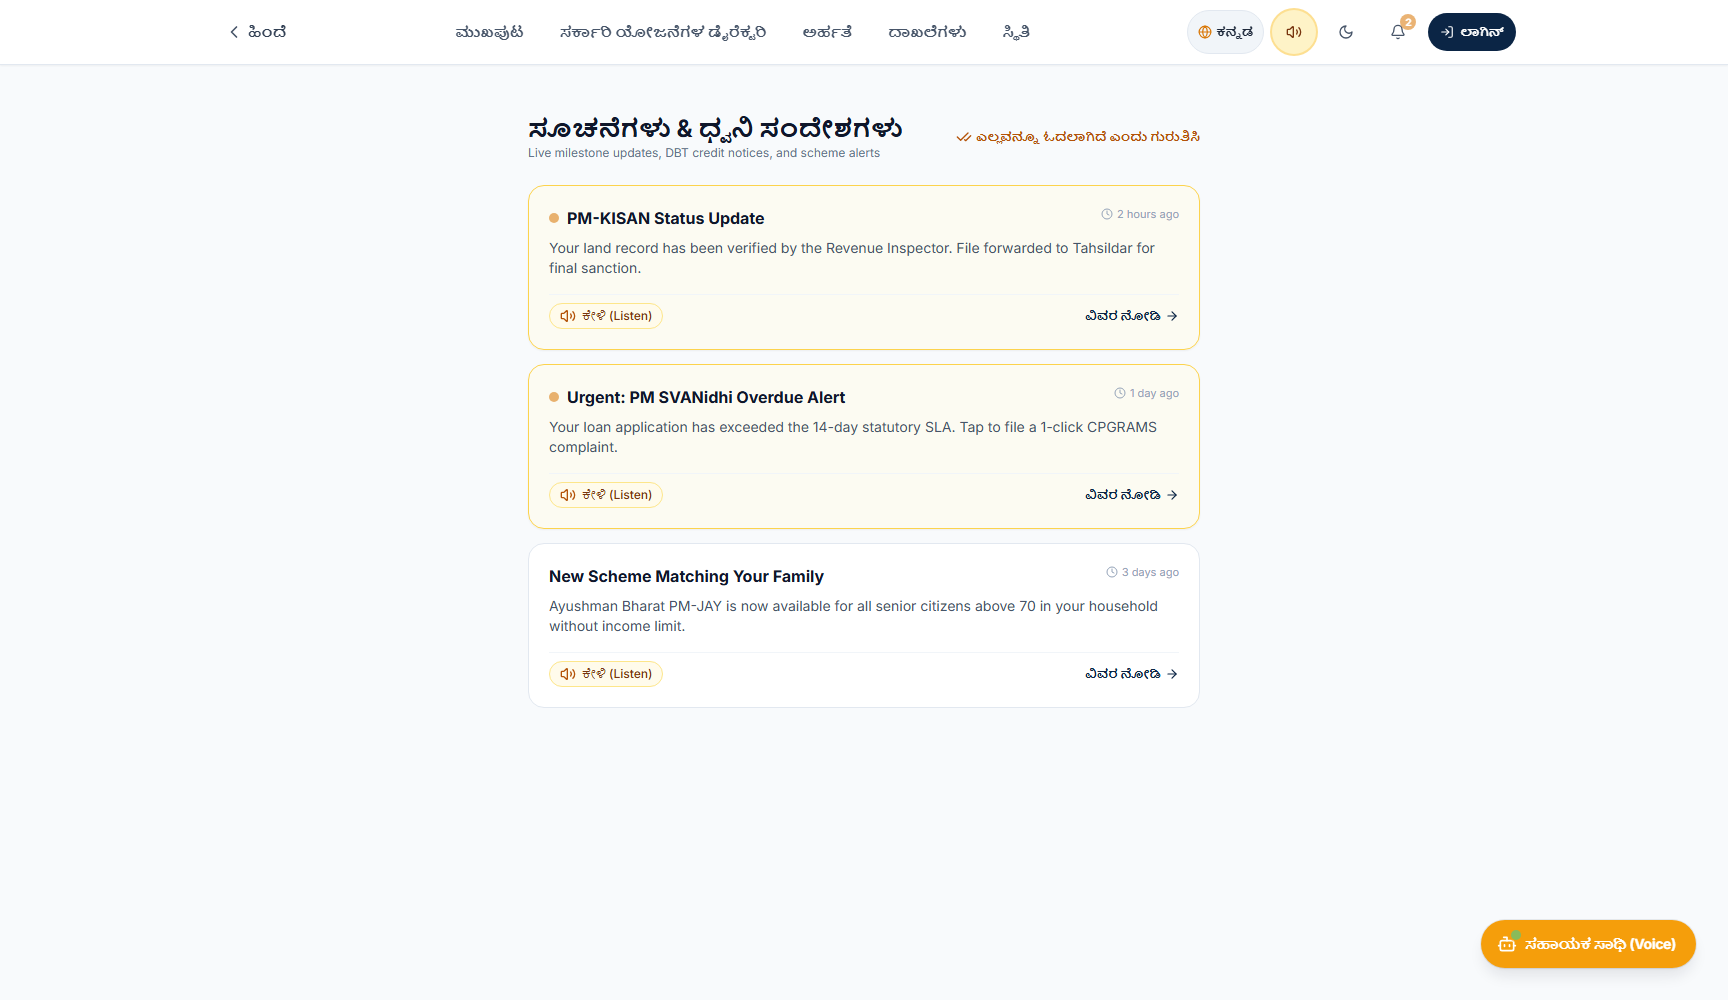 ಹಿಂದೆ
ಮುಖಪುಟ
ಸರ್ಕಾರಿ ಯೋಜನೆಗಳ ಡೈರೆಕ್ಟರಿ
ಅರ್ಹತೆ
ದಾಖಲೆಗಳು
ಸ್ಥಿತಿ
ಕನ್ನಡ
2
ಲಾಗಿನ್
ಸೂಚನೆಗಳು & ಧ್ವನಿ ಸಂದೇಶಗಳು
Live milestone updates, DBT credit notices, and scheme alerts
ಎಲ್ಲವನ್ನೂ ಓದಲಾಗಿದೆ ಎಂದು ಗುರುತಿಸಿ
PM-KISAN Status Update
2 hours ago
Your land record has been verified by the Revenue Inspector. File forwarded to Tahsildar for
final sanction.
ಕೇಳಿ (Listen)
ವಿವರ ನೋಡಿ
Urgent: PM SVANidhi Overdue Alert
1 day ago
Your loan application has exceeded the 14-day statutory SLA. Tap to file a 1-click CPGRAMS
complaint.
ಕೇಳಿ (Listen)
ವಿವರ ನೋಡಿ
New Scheme Matching Your Family
3 days ago
Ayushman Bharat PM-JAY is now available for all senior citizens above 70 in your household
without income limit.
ಕೇಳಿ (Listen)
ವಿವರ ನೋಡಿ
ಸಹಾಯಕ ಸಾಥಿ (Voice)